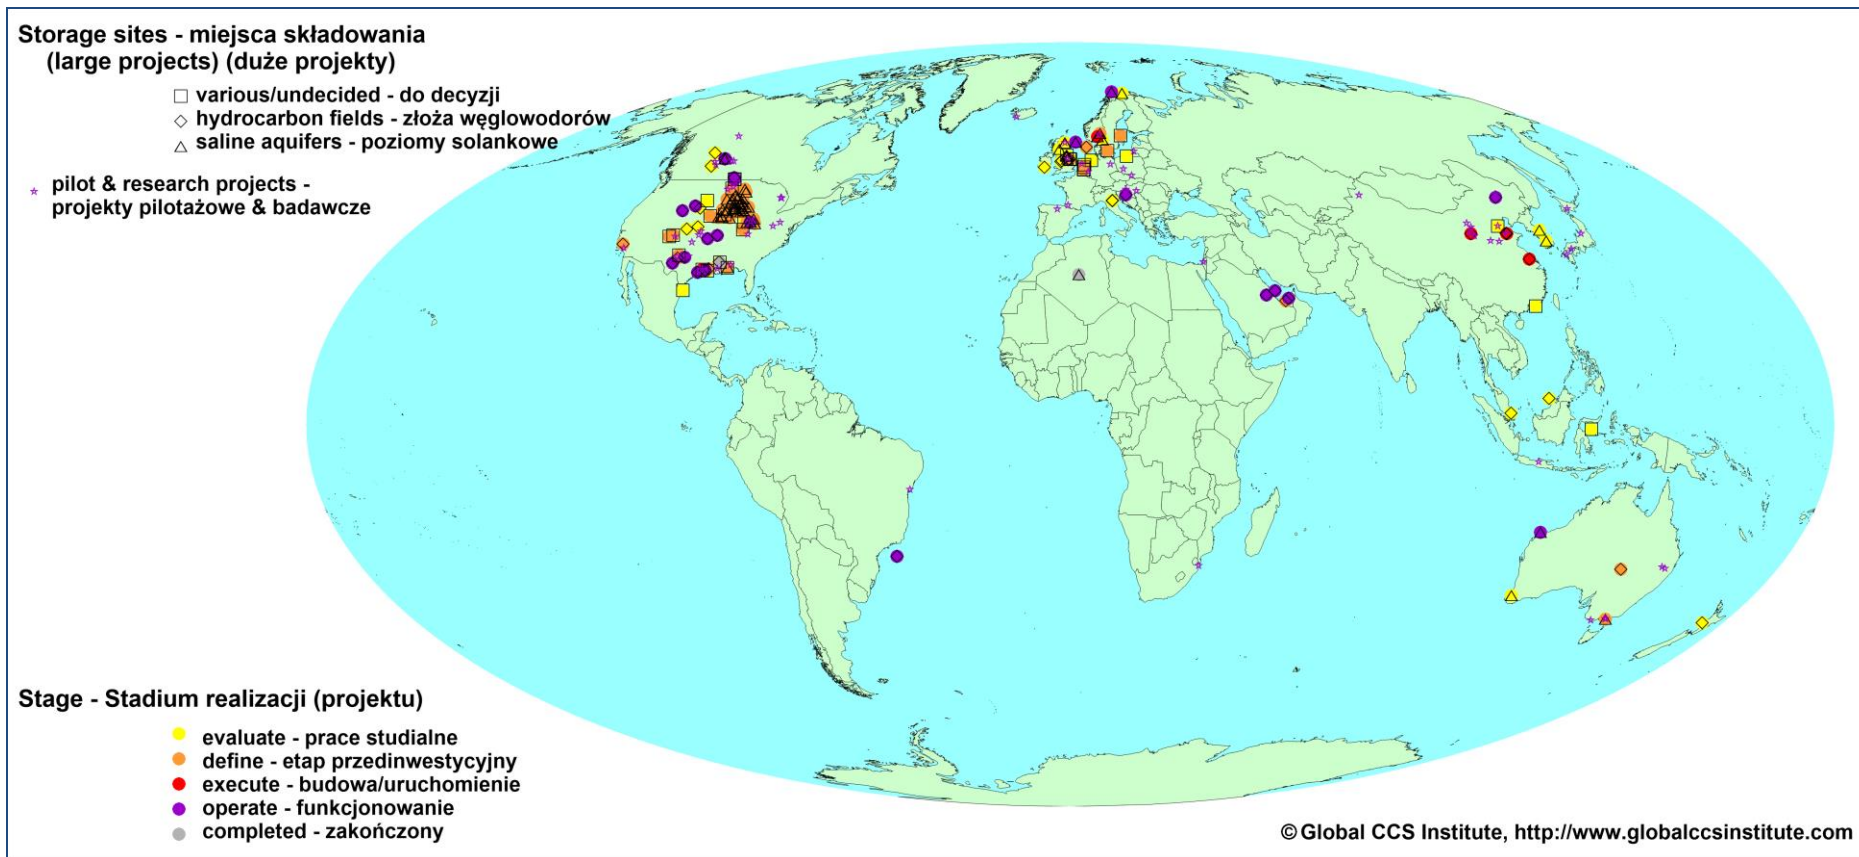 Storage sites - miejsca składowania
(large projects) (duże projekty)
various/undecided - do decyzji
hydrocarbon fields - złoża węglowodorów
saline aquifers - poziomy solankowe
pilot & research projects -
projekty pilotażowe & badawcze
Stage - Stadium realizacji (projektu)
evaluate - prace studialne
define - etap przedinwestycyjny
execute - budowa/uruchomienie
operate - funkcjonowanie
completed - zakończony
© Global CCS Institute, http://www.globalccsinstitute.com